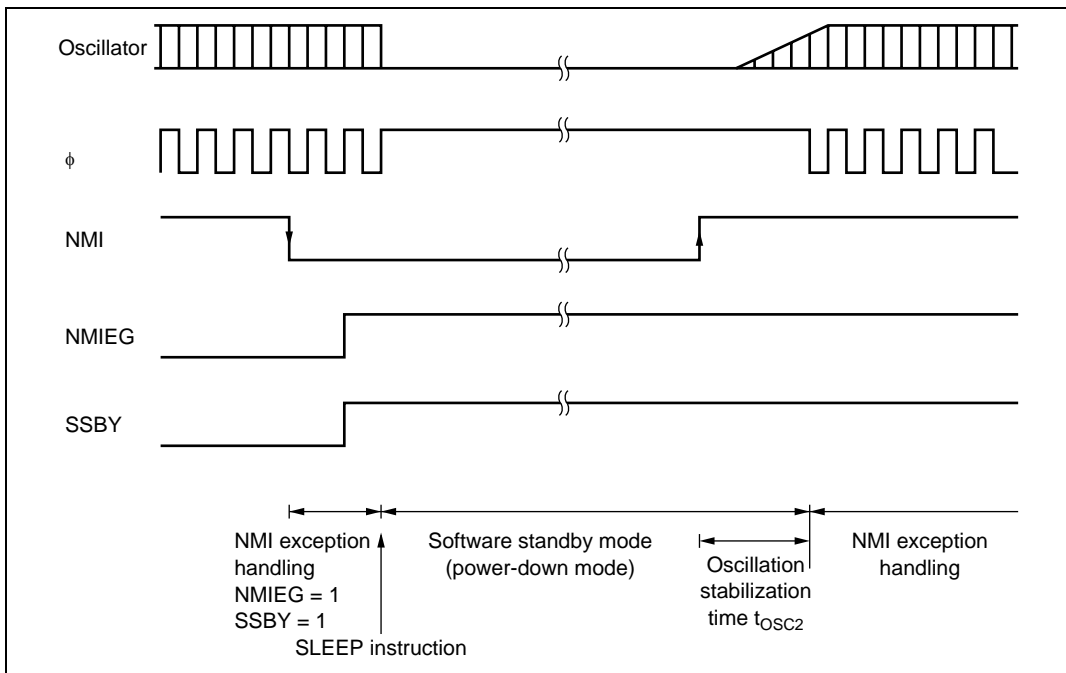 Oscillator
φ
NMI
NMIEG
SSBY
NMI exception
handling
NMIEG = 1
SSBY = 1
SLEEP instruction
Software standby mode
(power-down mode)
Oscillation
stabilization
time tOSC2
NMI exception
handling